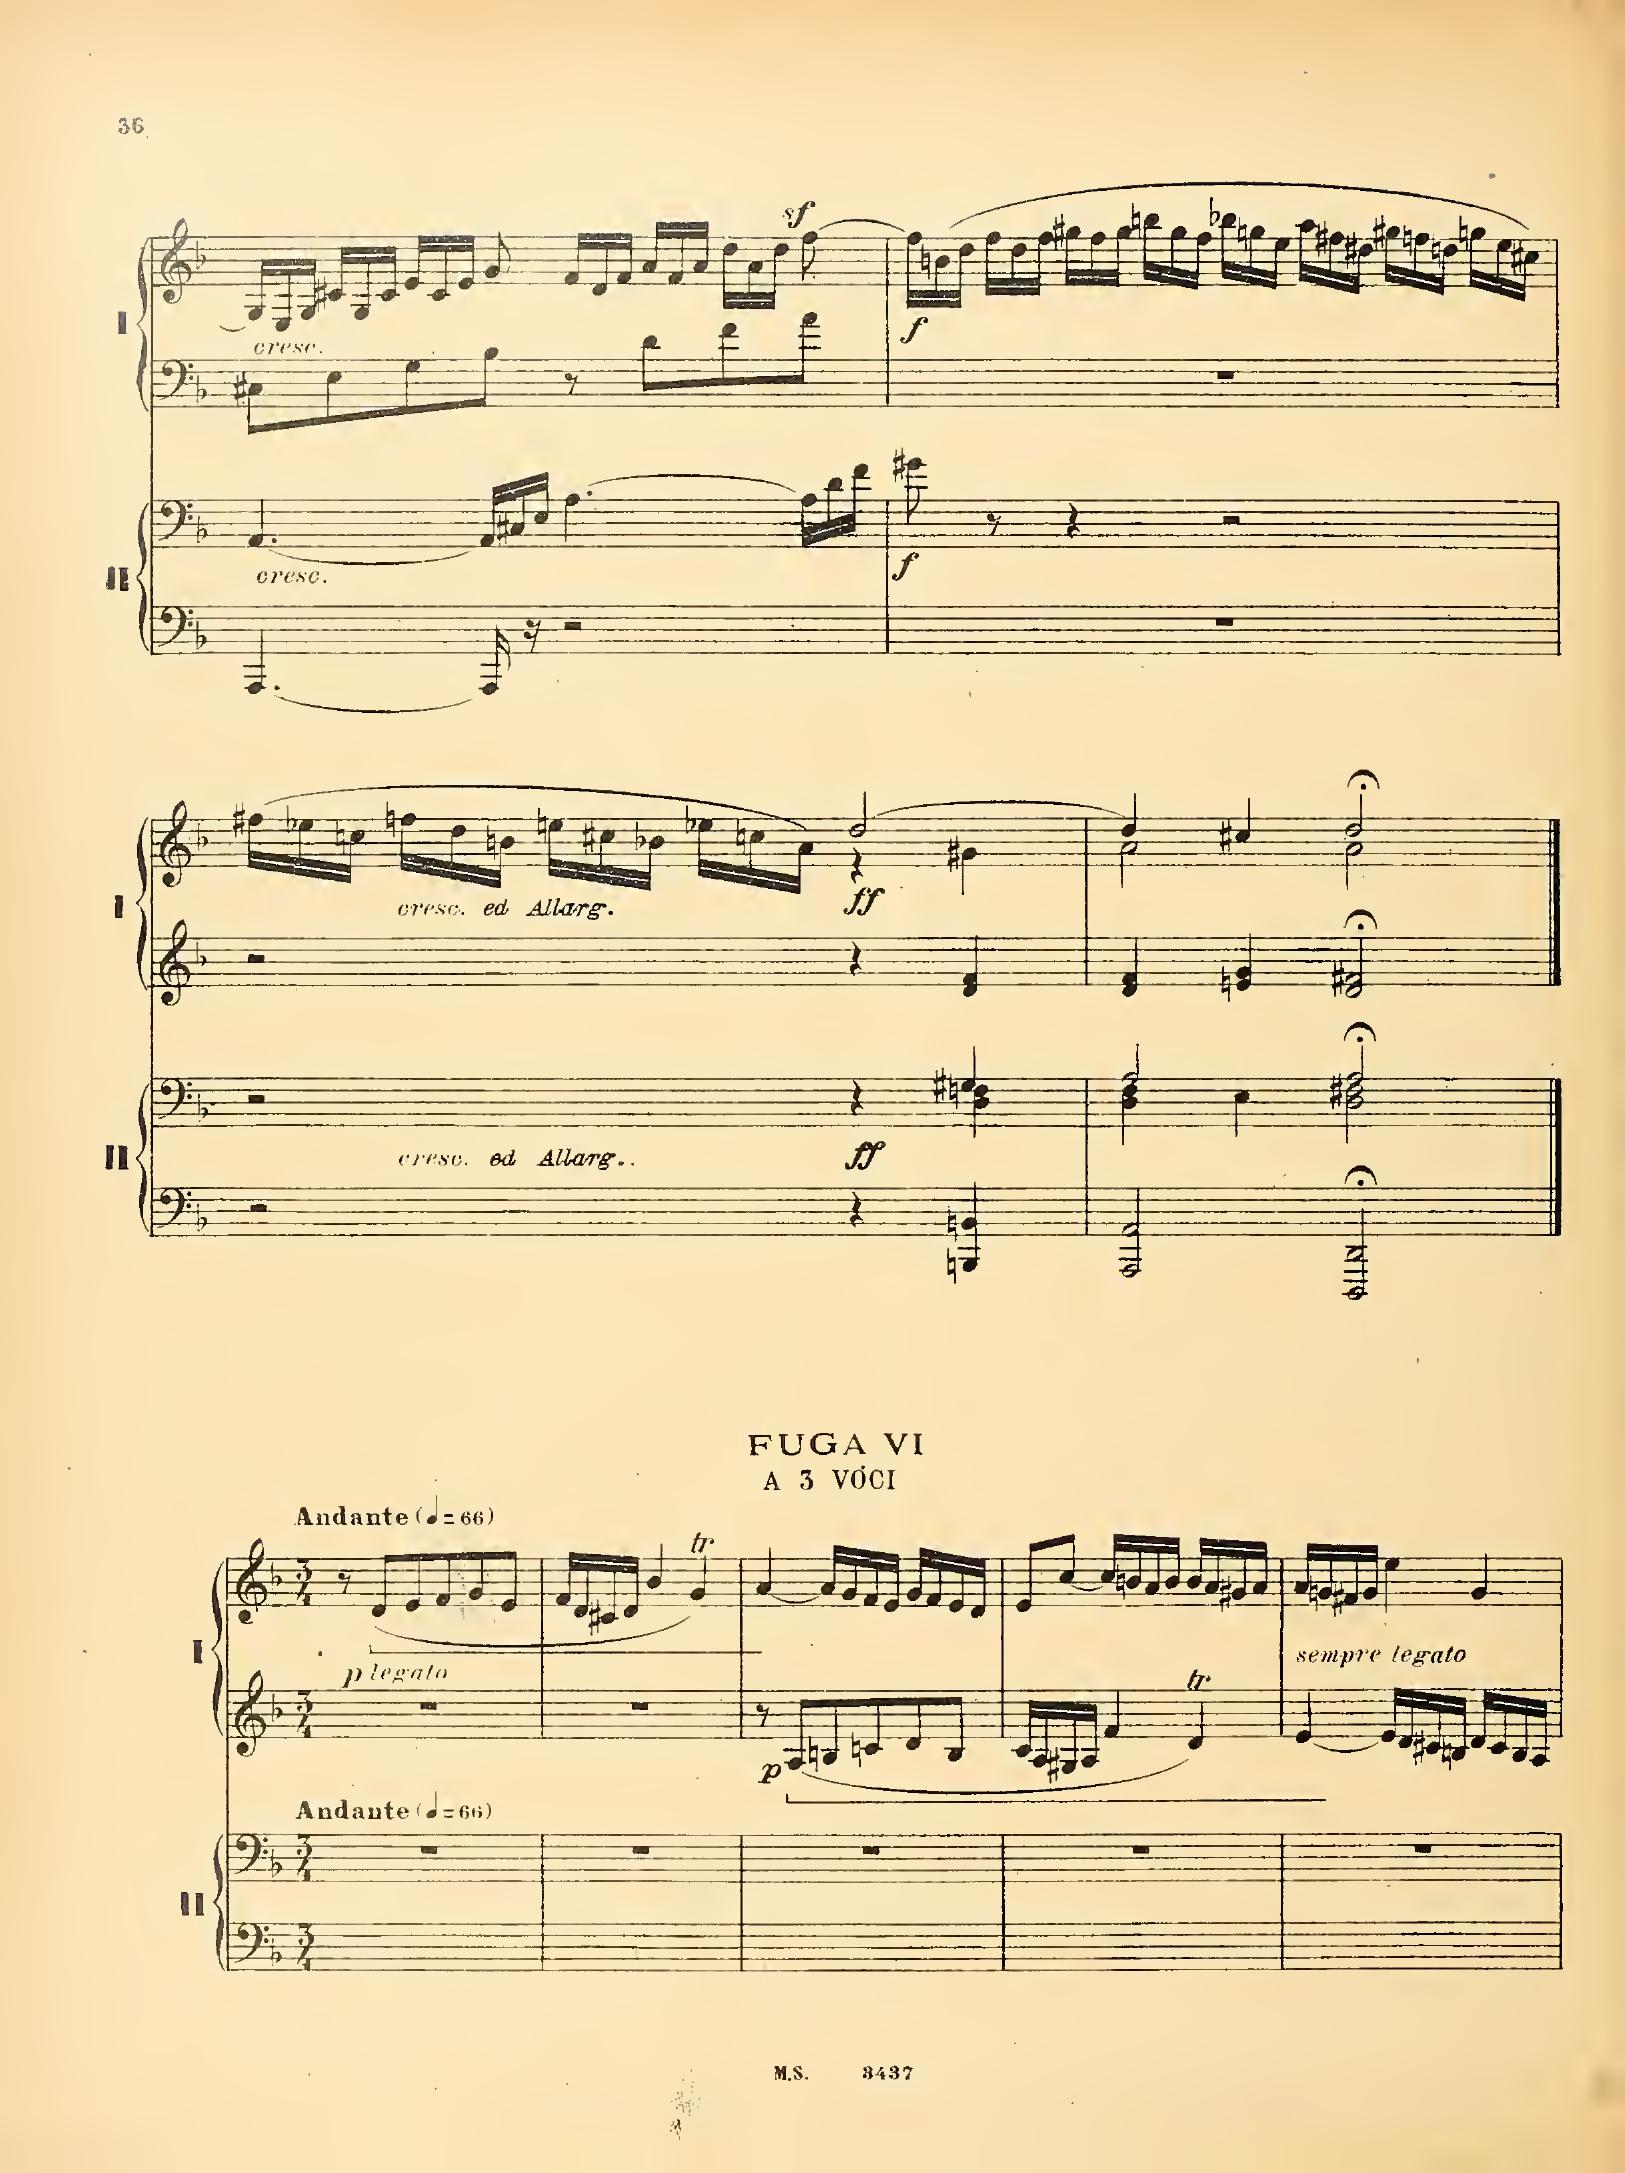 36
sf
I
cresc.
f
II
cresc.
f
I
cresc. ed Allarg.
ff
II
cresc. ed Allarg..
ff
FUGA VI
A 3 VOCI
Andante (♩=66)
tr
I
p legato
sempre legato
tr
p
Andante (♩=66)
II
M.S. 3437